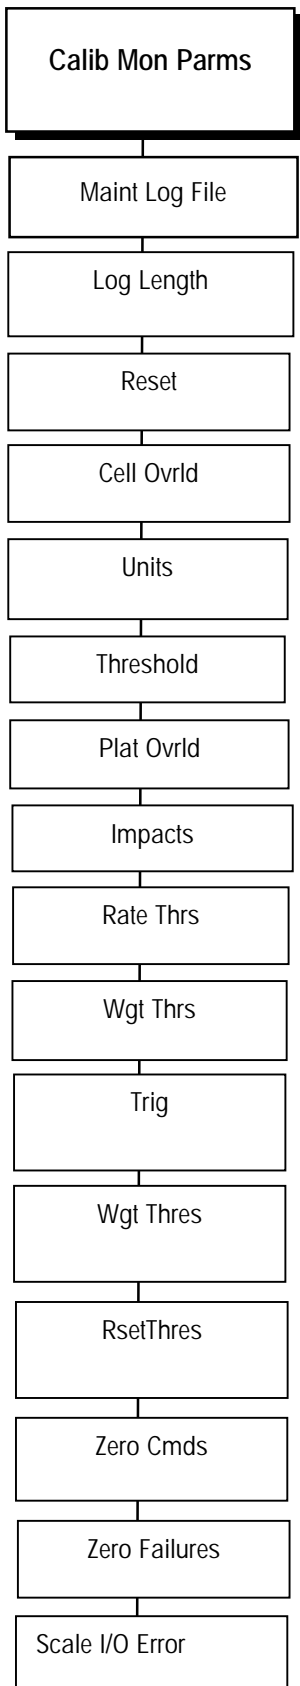 Calib Mon Parms
Maint Log File
Log Length
Reset
Cell Ovrld
Units
Threshold
Plat Ovrld
Impacts
Rate Thrs
Wgt Thrs
Trig
Wgt Thres
RsetThres
Zero Cmds
Zero Failures
Scale I/O Error